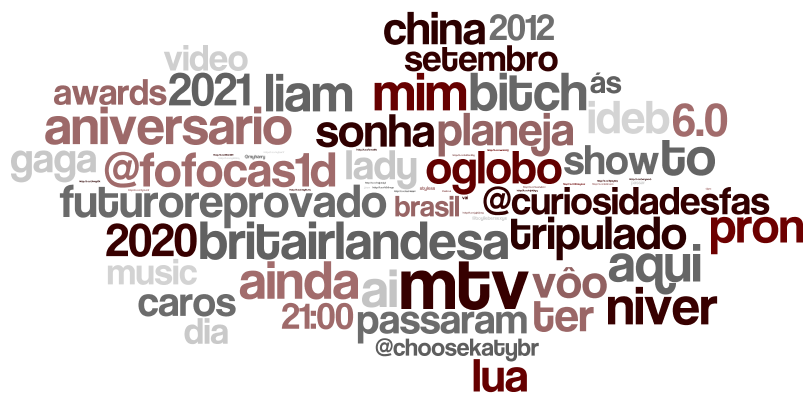 china 2012
video setembro
awards 2021 liam mim bitch ás
aniversario sonha planeja ideb 6.0
gaga @fofocas1d lady oglobo show to
futuroreprovado brasil @curiosidadesfas
2020 britairlandesa tripulado pron
music ainda ai mtv vôo aqui
caros 21:00 passaram ter niver
dia @choosekatybr
lua